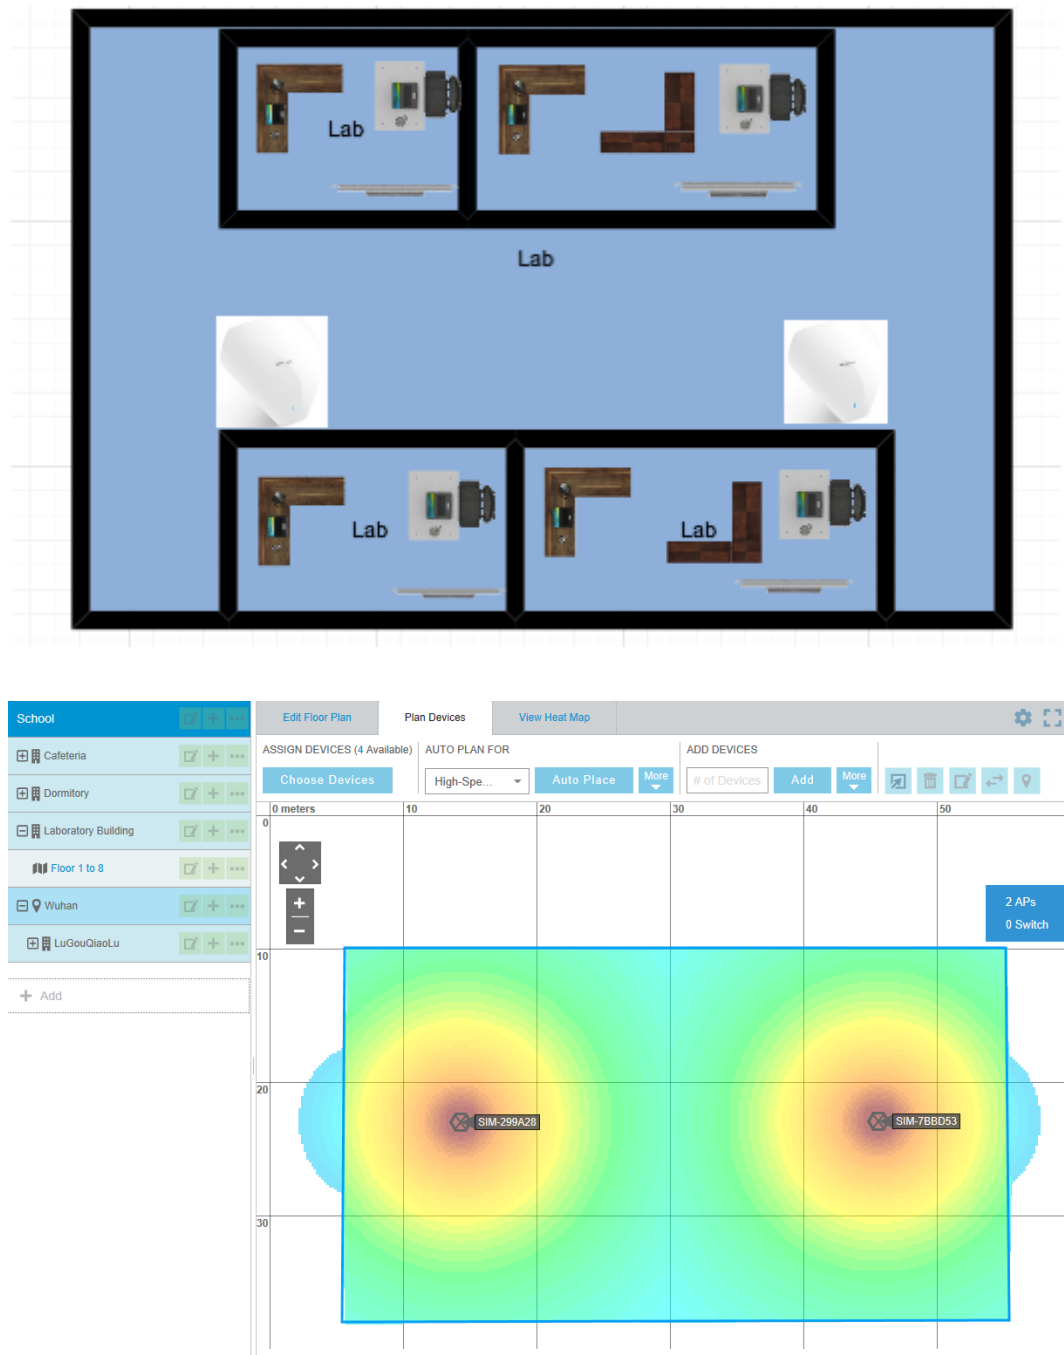 Lab
Lab
Lab
Lab
School
Edit Floor Plan
Plan Devices
View Heat Map
Cafeteria
Dormitory
Laboratory Building
Floor 1 to 8
Wuhan
LuGouQiaoLu
Add
ASSIGN DEVICES (4 Available)
AUTO PLAN FOR
ADD DEVICES
Choose Devices
High-Spe...
Auto Place
More
# of Devices
Add
More
0 meters
10
20
30
40
50
0
10
20
30
2 APs
0 Switch
SIM-299A28
SIM-7BBD53